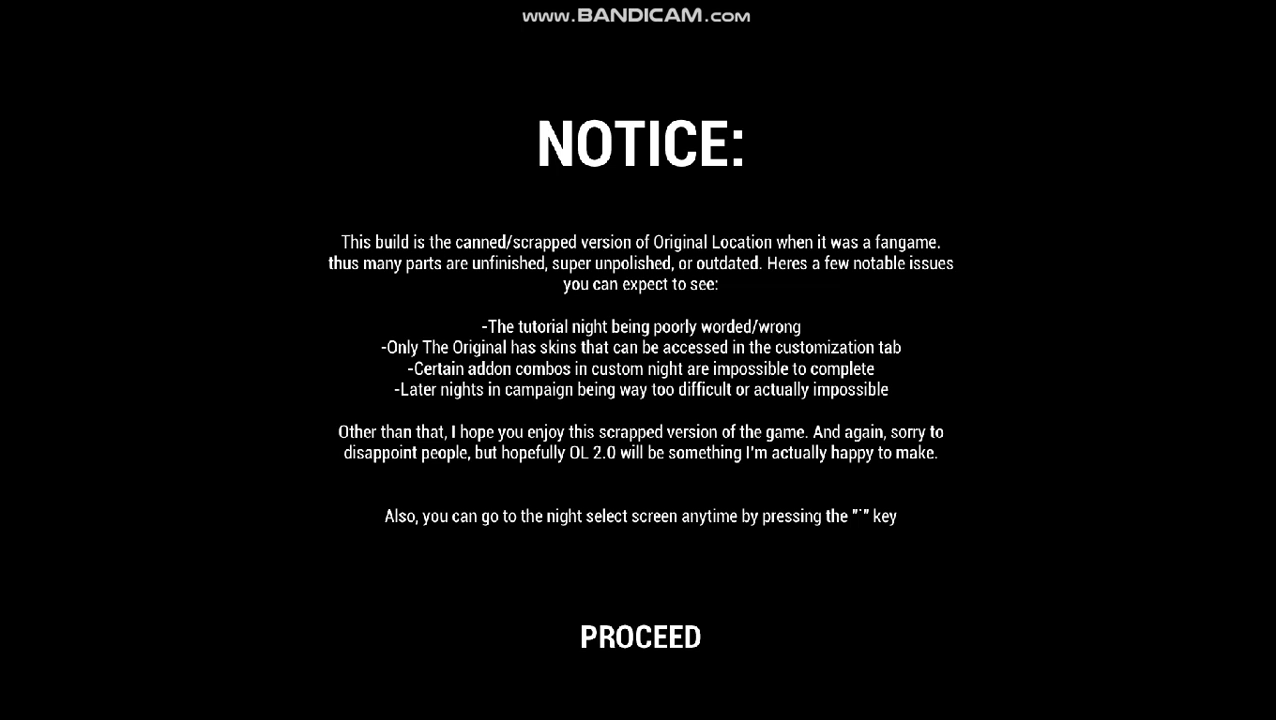 www.BANDICAM.com
NOTICE:
This build is the canned/scrapped version of Original Location when it was a fangame.
thus many parts are unfinished, super unpolished, or outdated. Heres a few notable issues
you can expect to see:
-The tutorial night being poorly worded/wrong
-Only The Original has skins that can be accessed in the customization tab
-Certain addon combos in custom night are impossible to complete
-Later nights in campaign being way too difficult or actually impossible
Other than that, I hope you enjoy this scrapped version of the game. And again, sorry to
disappoint people, but hopefully OL 2.0 will be something I'm actually happy to make.
Also, you can go to the night select screen anytime by pressing the "`" key
PROCEED